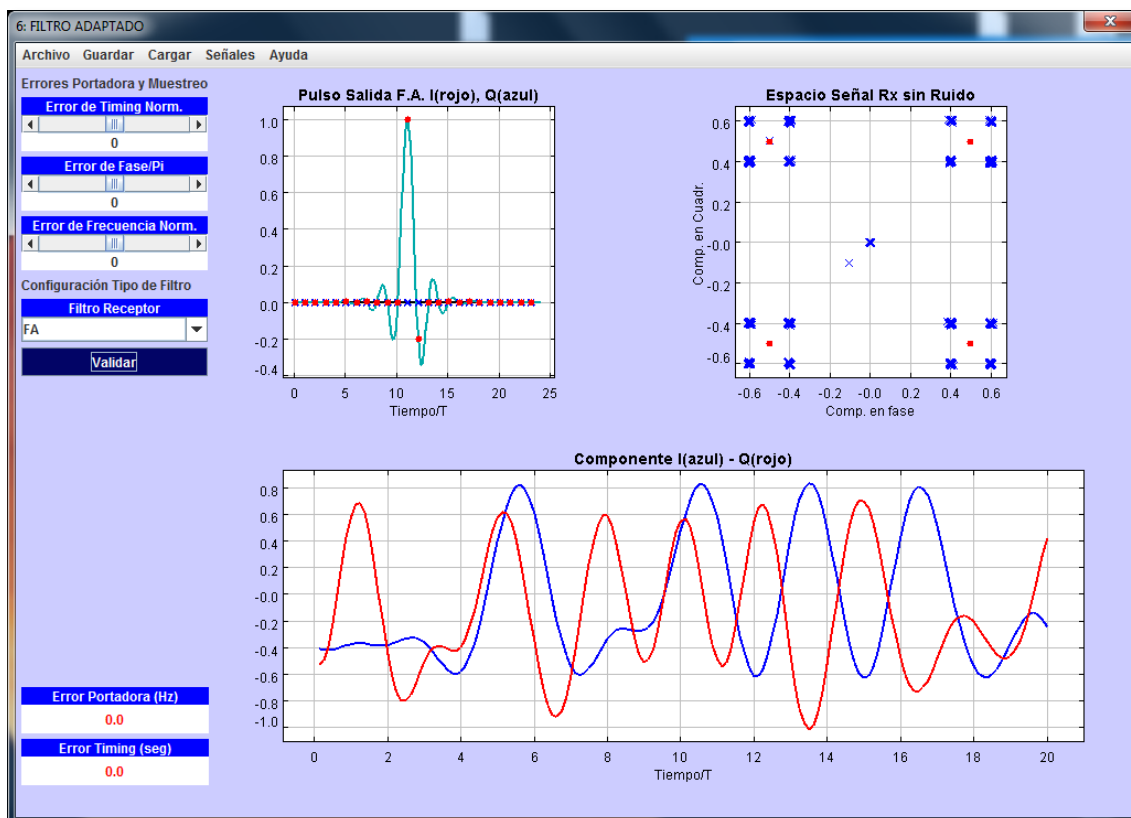 6: FILTRO ADAPTADO
Archivo Guardar Cargar Señales Ayuda
Errores Portadora y Muestreo
Error de Timing Norm.
0
Error de Fase/Pi
0
Error de Frecuencia Norm.
0
Configuración Tipo de Filtro
Filtro Receptor
FA
Validar
Pulso Salida F.A. I(rojo), Q(azul)
1.0
0.8
0.6
0.4
0.2
0.0
-0.2
-0.4
0 5 10 15 20 25
Tiempo/T
Espacio Señal Rx sin Ruido
Comp. en Cuadr.
0.6
0.4
0.2
-0.0
-0.2
-0.4
-0.6
-0.6 -0.4 -0.2 -0.0 0.2 0.4 0.6
Comp. en fase
Componente I(azul) - Q(rojo)
0.8
0.6
0.4
0.2
-0.0
-0.2
-0.4
-0.6
-0.8
-1.0
0 2 4 6 8 10 12 14 16 18 20
Tiempo/T
Error Portadora (Hz)
0.0
Error Timing (seg)
0.0